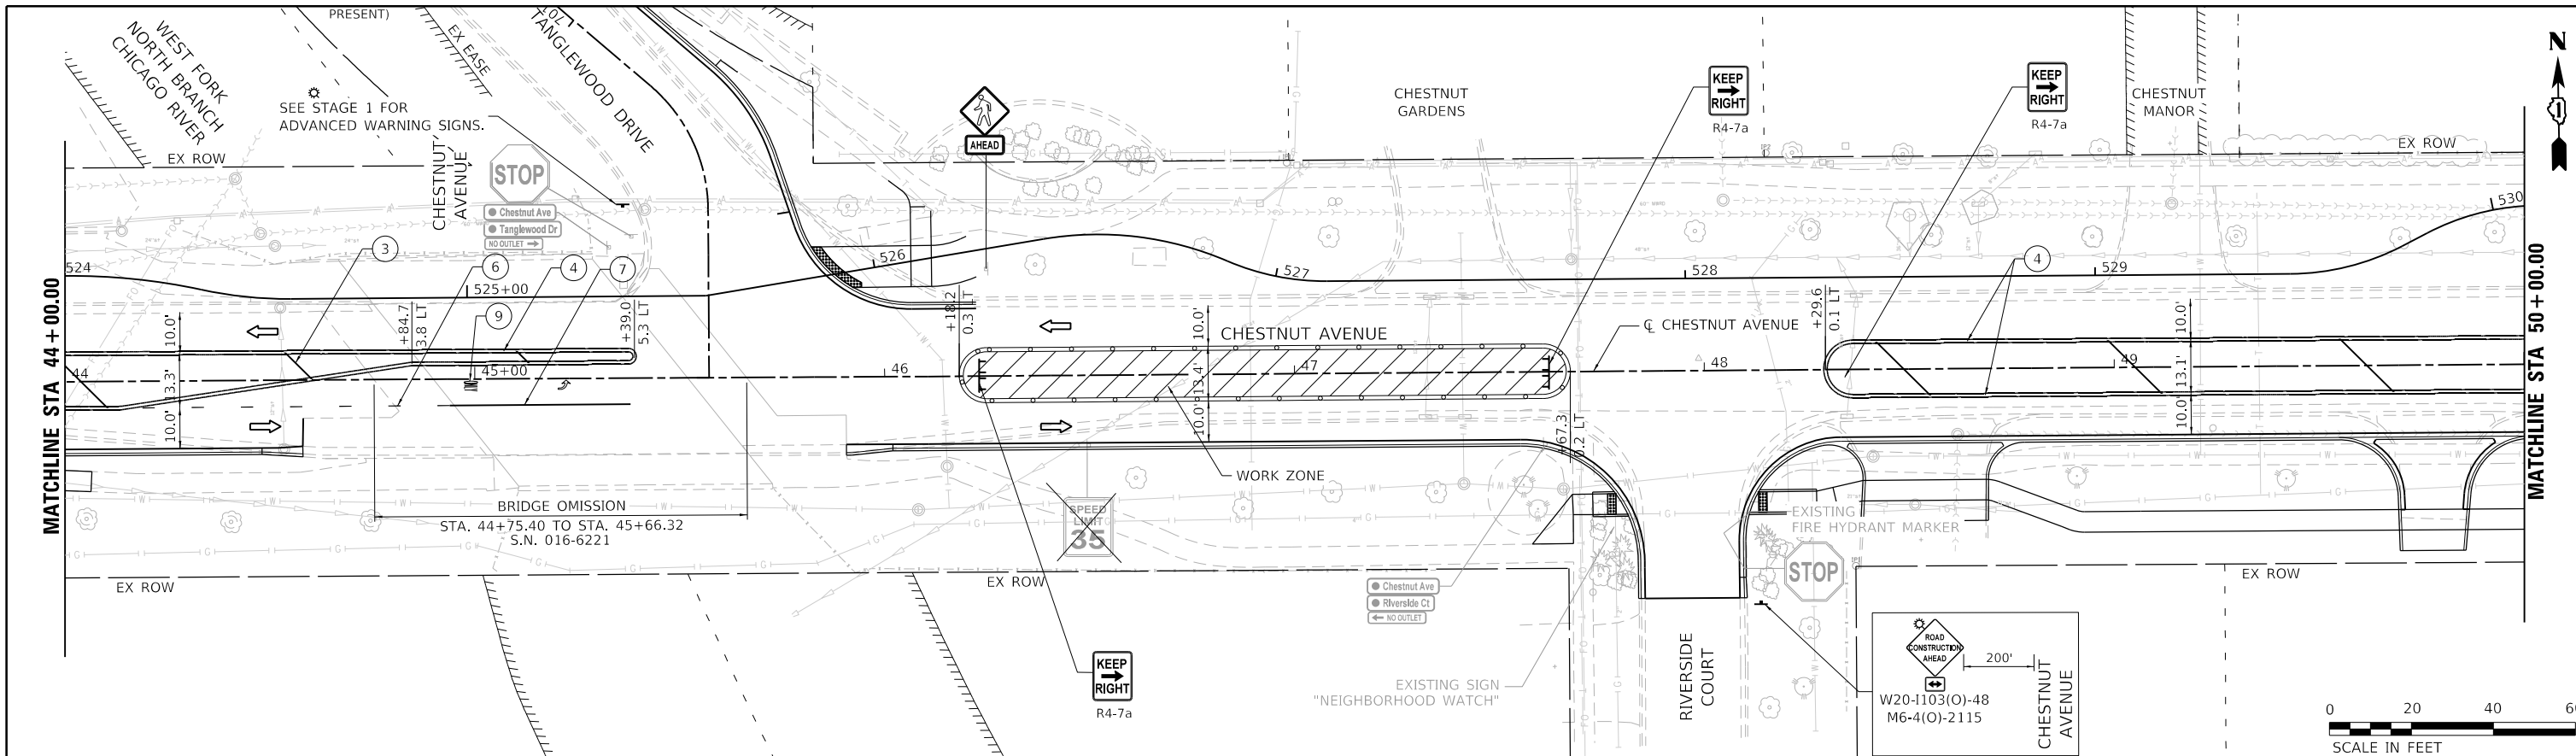 PRESENT)
WEST FORK
NORTH BRANCH
CHICAGO RIVER
EX EASE
TANGLEWOOD DRIVE
SEE STAGE 1 FOR
ADVANCED WARNING SIGNS.
EX ROW
CHESTNUT
AVENUE
STOP
Chestnut Ave
Tanglewood Dr
NO OUTLET
AHEAD
CHESTNUT
GARDENS
KEEP
RIGHT
R4-7a
KEEP
RIGHT
R4-7a
CHESTNUT
MANOR
EX ROW
N
MATCHLINE STA 44+00.00
524
525+00
526
527
528
529
530
3
6
4
7
9
4
+84.7
3.8 LT
+39.0
5.3 LT
+18.2
0.3 LT
+29.6
0.1 LT
+67.3
0.2 LT
10.0'
13.3'
10.0'
10.0'
13.4'
10.0'
10.0'
13.1'
10.0'
CHESTNUT AVENUE
℄ CHESTNUT AVENUE
44
45+00
46
47
48
49
MATCHLINE STA 50+00.00
WORK ZONE
BRIDGE OMISSION
STA. 44+75.40 TO STA. 45+66.32
S.N. 016-6221
SPEED
LIMIT
35
EXISTING
FIRE HYDRANT MARKER
STOP
EX ROW
EX ROW
EX ROW
Chestnut Ave
Riverside Ct
NO OUTLET
KEEP
RIGHT
R4-7a
EXISTING SIGN
"NEIGHBORHOOD WATCH"
RIVERSIDE
COURT
ROAD
CONSTRUCTION
AHEAD
200'
W20-I103(O)-48
M6-4(O)-2115
CHESTNUT
AVENUE
0 20 40
SCALE IN FEET